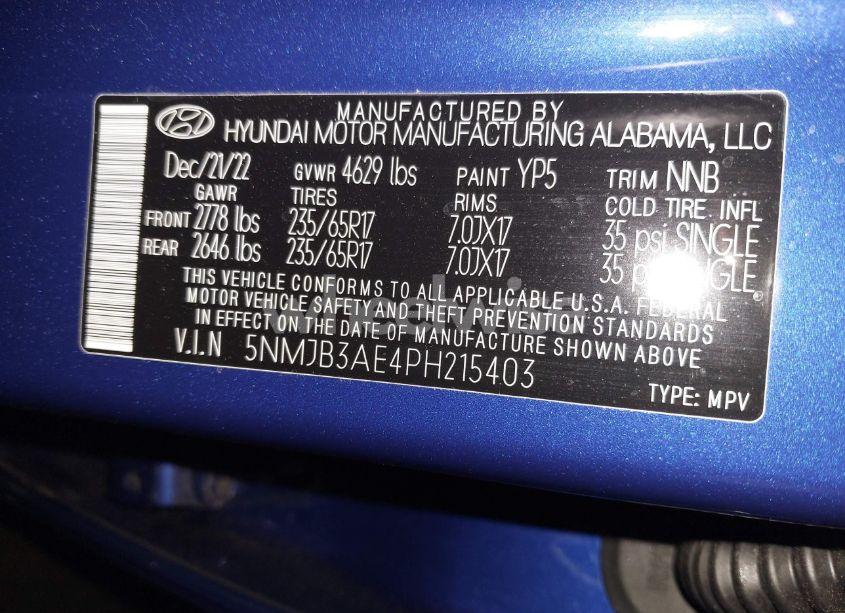 MANUFACTURED BY
HYUNDAI MOTOR MANUFACTURING ALABAMA, LLC
Dec/21/22 GVWR 4629 lbs PAINT YP5 TRIM NNB
GAWR TIRES RIMS COLD TIRE INFL
FRONT 2778 lbs 235/65R17 7.0JX17 35 psi SINGLE
REAR 2646 lbs 235/65R17 7.0JX17 35
THIS VEHICLE CONFORMS TO ALL APPLICABLE U.S.A. FEDERAL
MOTOR VEHICLE SAFETY AND THEFT PREVENTION STANDARDS
IN EFFECT ON THE DATE OF MANUFACTURE SHOWN ABOVE
V.I.N 5NMJB3AE4PH215403
TYPE: MPV